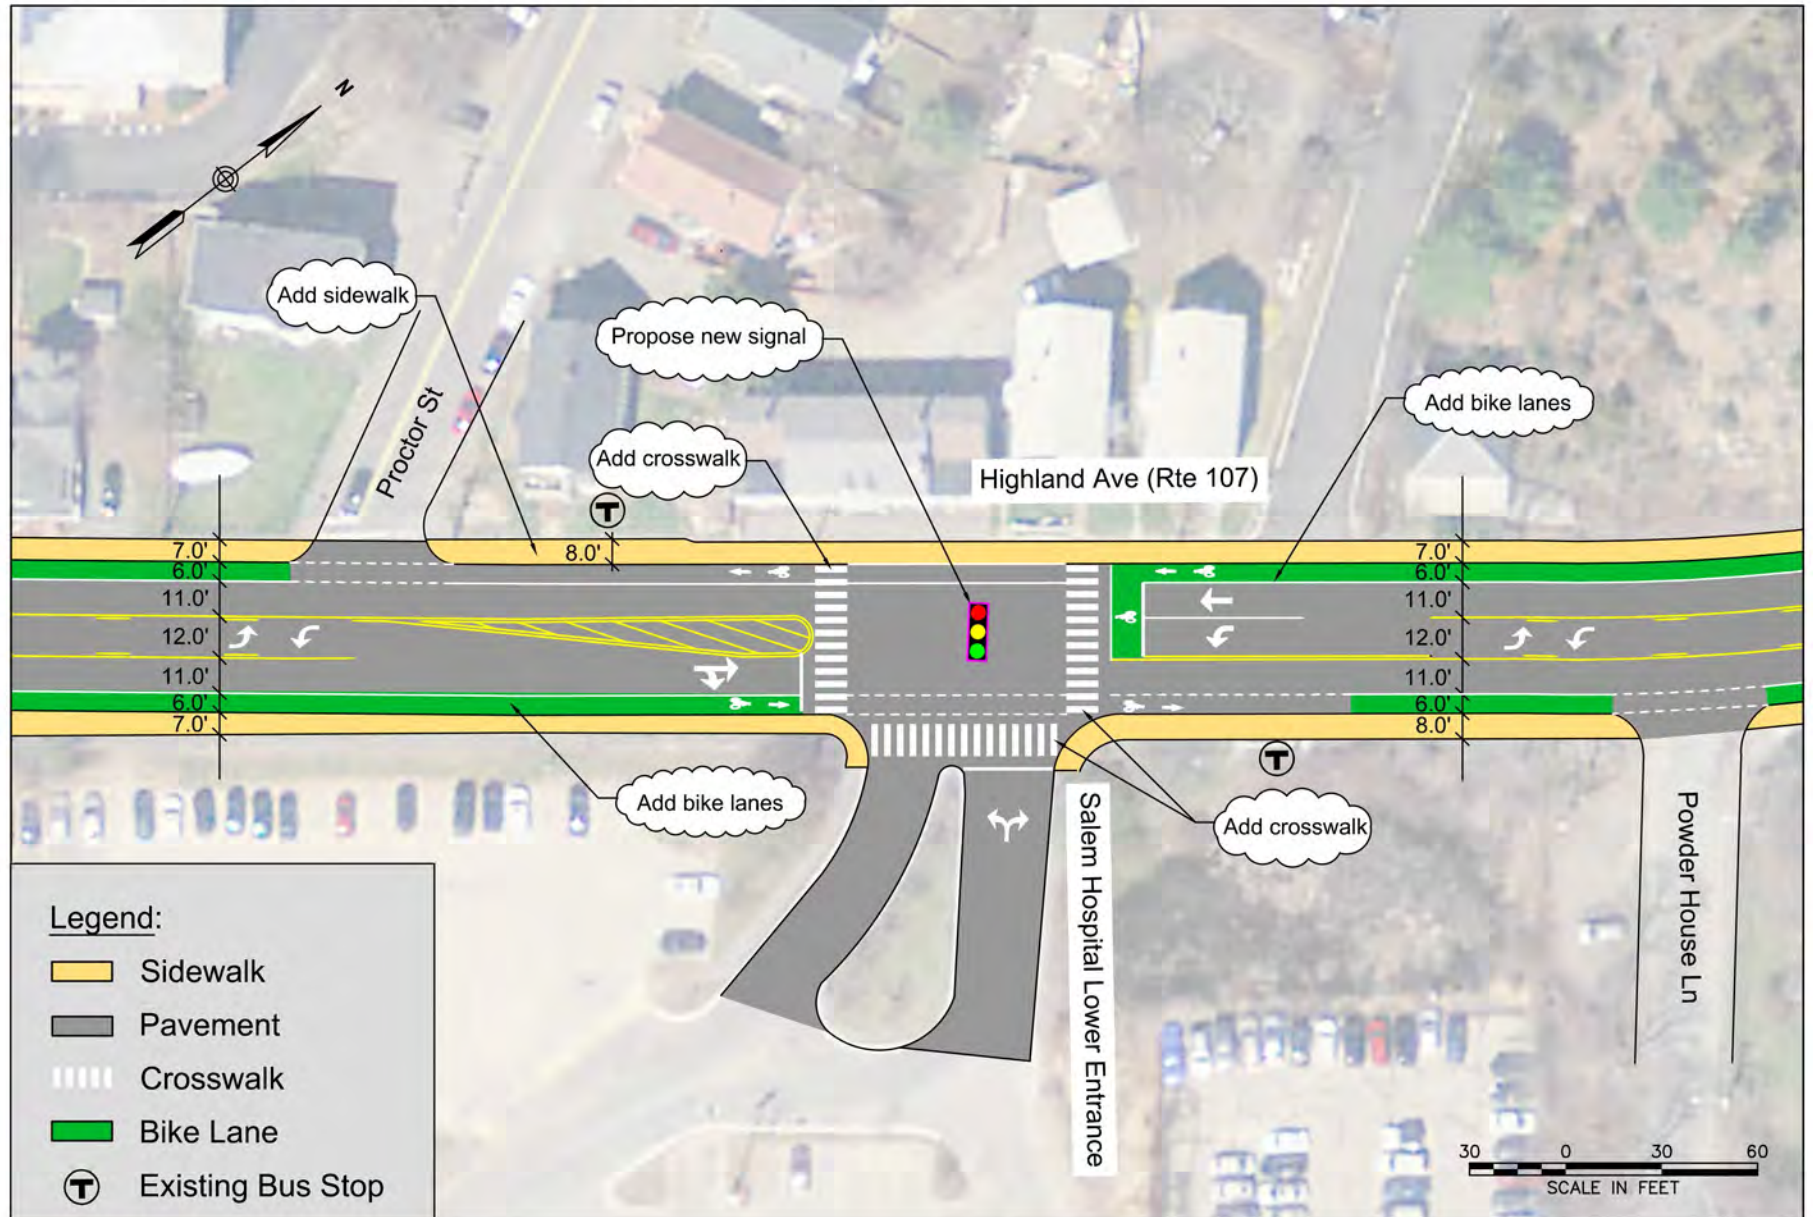 N
Add sidewalk
Propose new signal
Add bike lanes
Proctor St
Add crosswalk
Highland Ave (Rte 107)
T
7.0'
8.0'
7.0'
6.0'
6.0'
11.0'
11.0'
12.0'
12.0'
11.0'
11.0'
6.0'
6.0'
7.0'
8.0'
T
Add bike lanes
Add crosswalk
Salem Hospital Lower Entrance
Powder House Ln
Legend:
Sidewalk
Pavement
Crosswalk
Bike Lane
T Existing Bus Stop
30 0 30 60
SCALE IN FEET